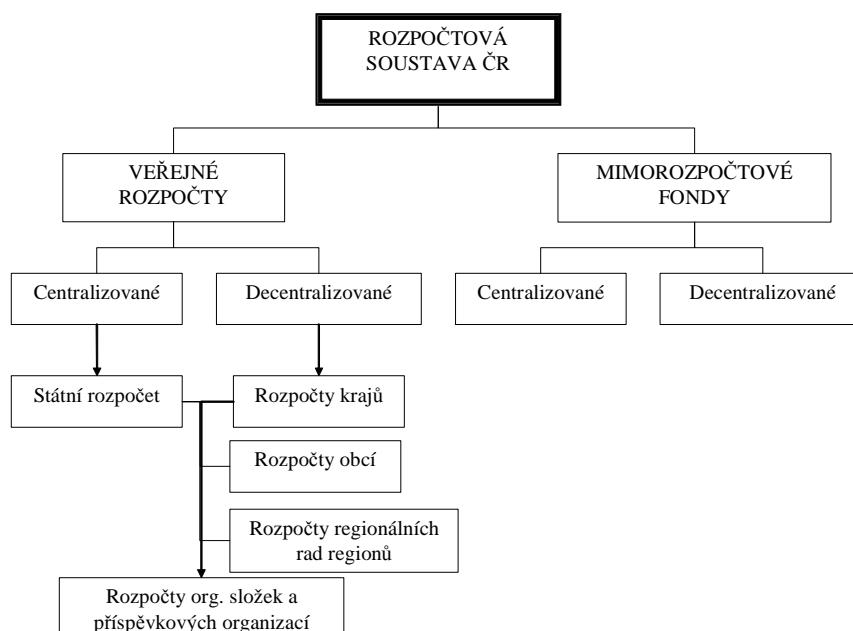 ROZPOČTOVÁ
SOUSTAVA ČR
VEŘEJNÉ
ROZPOČTY
MIMOROZPOČTOVÉ
FONDY
Centralizované
Decentralizované
Centralizované
Decentralizované
Státní rozpočet
Rozpočty krajů
Rozpočty obcí
Rozpočty regionálních
rad regionů
Rozpočty org. složek a
příspěvkových organizací